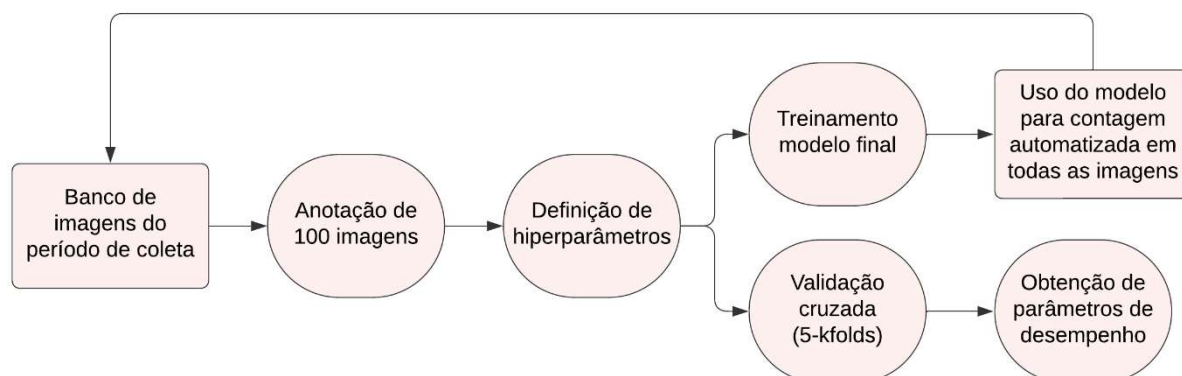 Banco de
imagens do
período de coleta
Anotação de
100 imagens
Definição de
hiperparâmetros
Treinamento
modelo final
Uso do modelo
para contagem
automatizada em
todas as imagens
Validação
cruzada
(5-kfolds)
Obtenção de
parâmetros de
desempenho